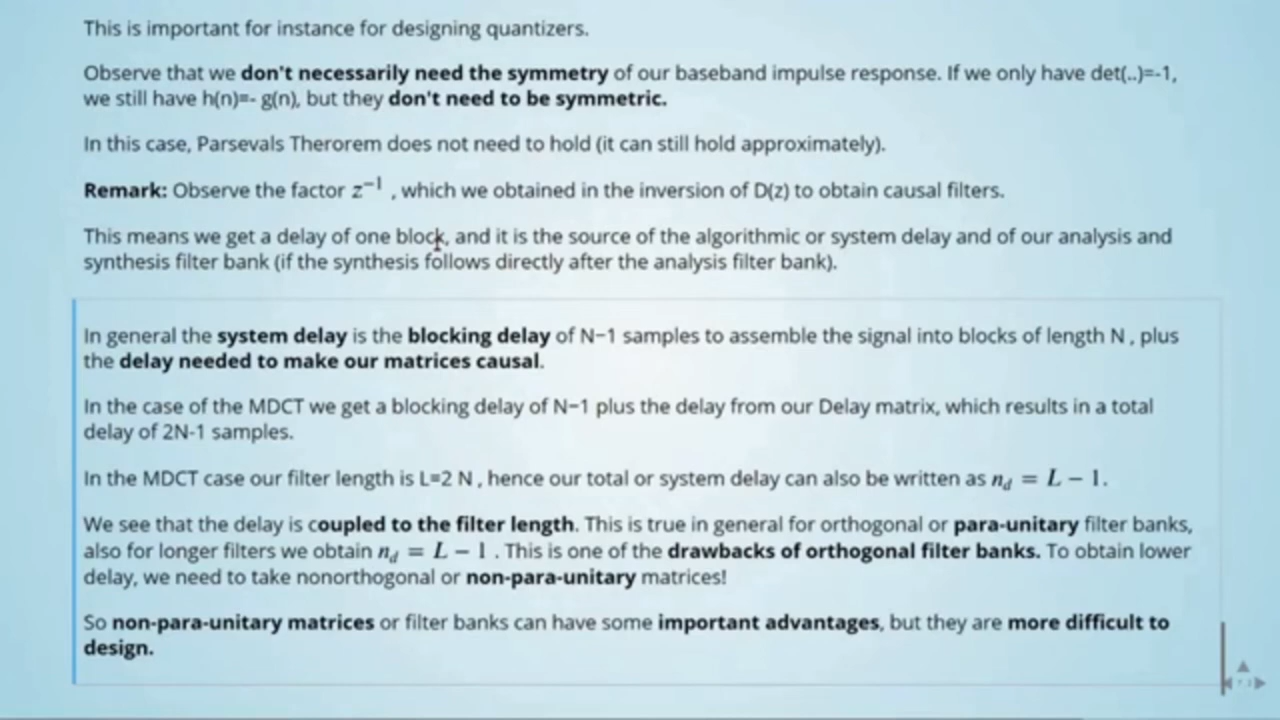 This is important for instance for designing quantizers.
Observe that we don't necessarily need the symmetry of our baseband impulse response. If we only have det(..)=-1,
we still have h(n)=- g(n), but they don't need to be symmetric.
In this case, Parsevals Therorem does not need to hold (it can still hold approximately).
Remark: Observe the factor z⁻¹ , which we obtained in the inversion of D(z) to obtain causal filters.
This means we get a delay of one block, and it is the source of the algorithmic or system delay and of our analysis and
synthesis filter bank (if the synthesis follows directly after the analysis filter bank).
In general the system delay is the blocking delay of N−1 samples to assemble the signal into blocks of length N , plus
the delay needed to make our matrices causal.
In the case of the MDCT we get a blocking delay of N−1 plus the delay from our Delay matrix, which results in a total
delay of 2N-1 samples.
In the MDCT case our filter length is L=2 N , hence our total or system delay can also be written as n_d = L − 1.
We see that the delay is coupled to the filter length. This is true in general for orthogonal or para-unitary filter banks,
also for longer filters we obtain n_d = L − 1 . This is one of the drawbacks of orthogonal filter banks. To obtain lower
delay, we need to take nonorthogonal or non-para-unitary matrices!
So non-para-unitary matrices or filter banks can have some important advantages, but they are more difficult to
design.